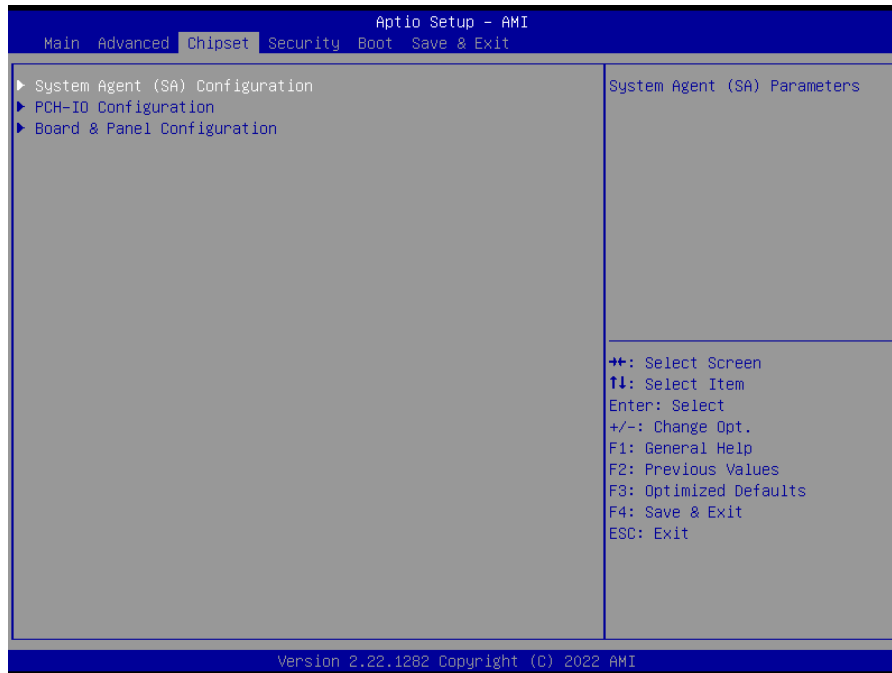 Aptio Setup – AMI
Main Advanced Chipset Security Boot Save & Exit
▶ System Agent (SA) Configuration
▶ PCH-IO Configuration
▶ Board & Panel Configuration
System Agent (SA) Parameters
→←: Select Screen
↑↓: Select Item
Enter: Select
+/-: Change Opt.
F1: General Help
F2: Previous Values
F3: Optimized Defaults
F4: Save & Exit
ESC: Exit
Version 2.22.1282 Copyright (C) 2022 AMI